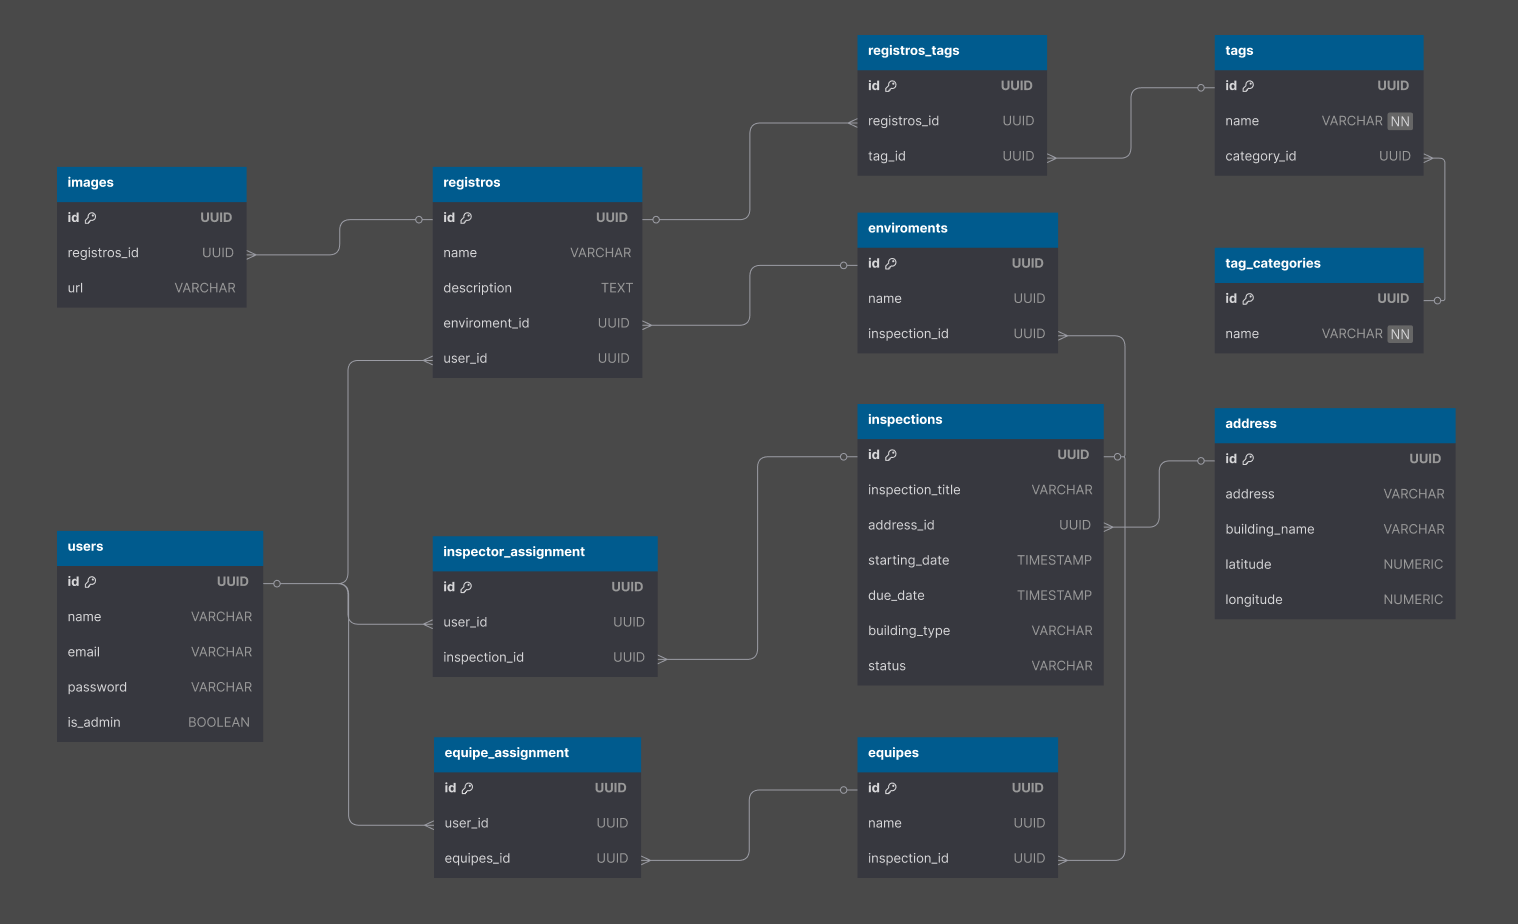 registros_tags
id UUID
registros_id UUID
tag_id UUID
tags
id UUID
name VARCHAR NN
category_id UUID
images
id UUID
registros_id UUID
url VARCHAR
registros
id UUID
name VARCHAR
description TEXT
enviroment_id UUID
user_id UUID
enviroments
id UUID
name UUID
inspection_id UUID
tag_categories
id UUID
name VARCHAR NN
inspections
id UUID
inspection_title VARCHAR
address_id UUID
starting_date TIMESTAMP
due_date TIMESTAMP
building_type VARCHAR
status VARCHAR
address
id UUID
address VARCHAR
building_name VARCHAR
latitude NUMERIC
longitude NUMERIC
users
id UUID
name VARCHAR
email VARCHAR
password VARCHAR
is_admin BOOLEAN
inspector_assignment
id UUID
user_id UUID
inspection_id UUID
equipe_assignment
id UUID
user_id UUID
equipes_id UUID
equipes
id UUID
name UUID
inspection_id UUID